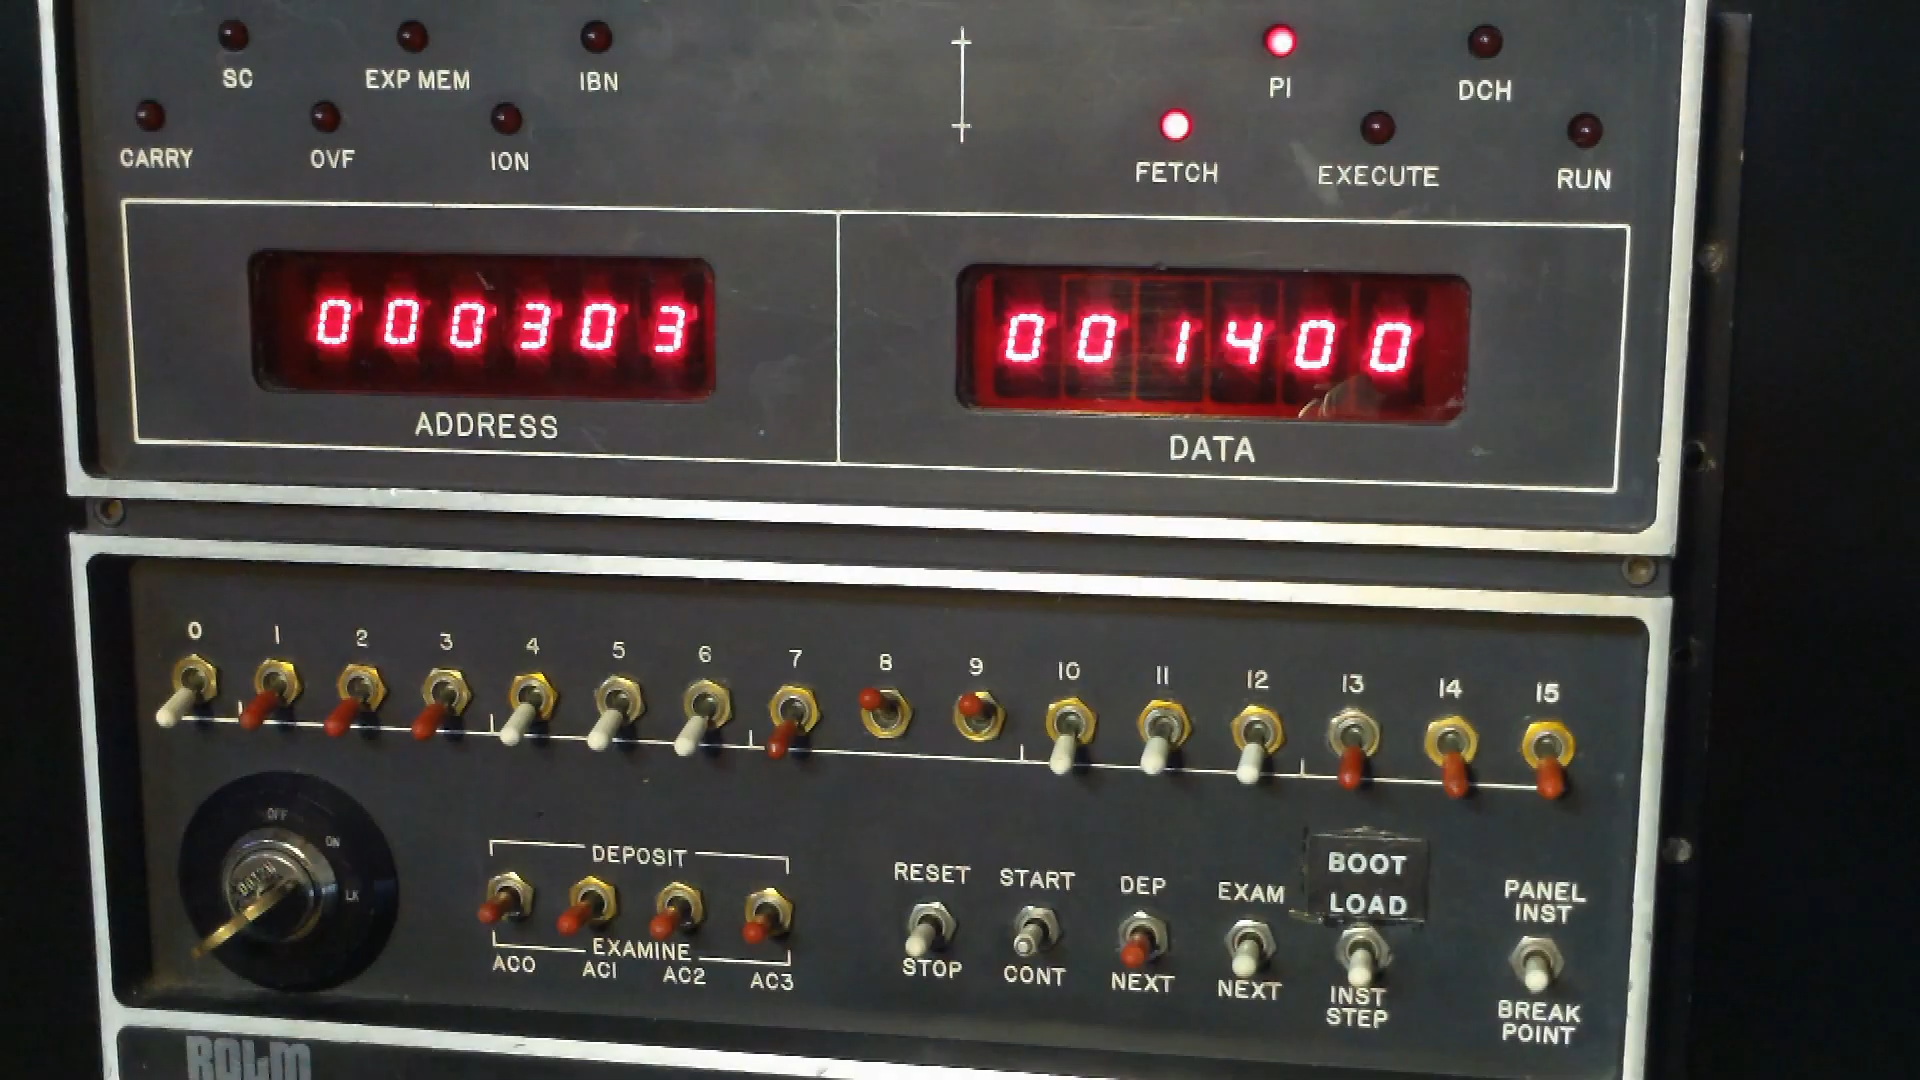 SC EXP MEM IBN PI DCH
CARRY OVF ION FETCH EXECUTE RUN
000303 001400
ADDRESS DATA
0 1 2 3 4 5 6 7 8 9 10 11 12 13 14 15
OFF ON LK
DEPOSIT
EXAMINE
AC0 AC1 AC2 AC3
RESET START DEP EXAM BOOT LOAD PANEL INST
STOP CONT NEXT NEXT INST STEP BREAK POINT
ROLM